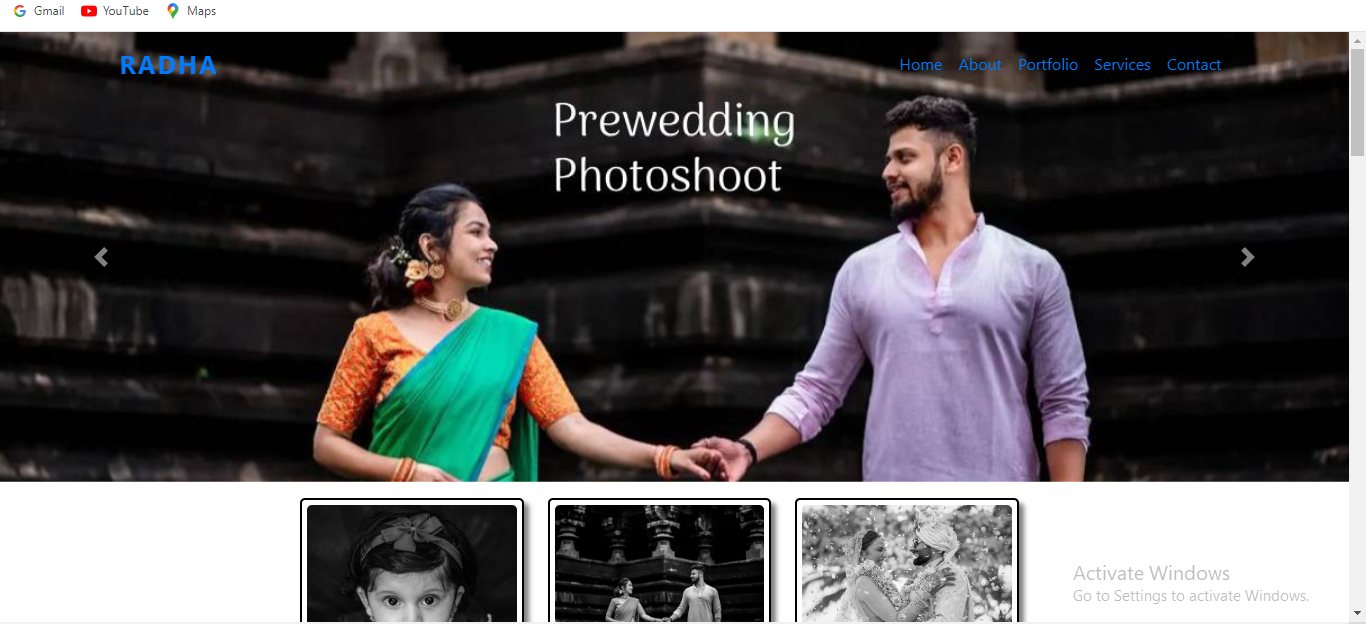 Gmail YouTube Maps
RADHA Home About Portfolio Services Contact
Prewedding
Photoshoot
Activate Windows
Go to Settings to activate Windows.